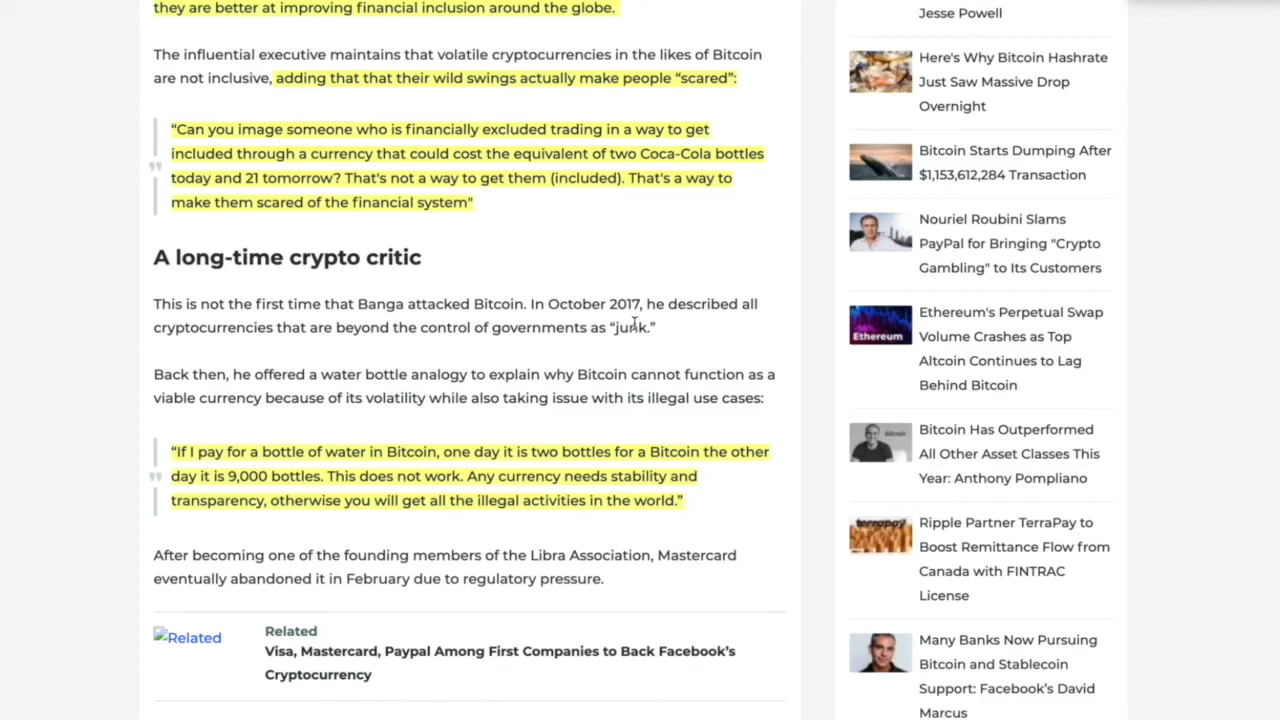 they are better at improving financial inclusion around the globe.
The influential executive maintains that volatile cryptocurrencies in the likes of Bitcoin
are not inclusive, adding that that their wild swings actually make people “scared”:
“Can you image someone who is financially excluded trading in a way to get
included through a currency that could cost the equivalent of two Coca-Cola bottles
today and 21 tomorrow? That's not a way to get them (included). That's a way to
make them scared of the financial system"
A long-time crypto critic
This is not the first time that Banga attacked Bitcoin. In October 2017, he described all
cryptocurrencies that are beyond the control of governments as “junk.”
Back then, he offered a water bottle analogy to explain why Bitcoin cannot function as a
viable currency because of its volatility while also taking issue with its illegal use cases:
“If I pay for a bottle of water in Bitcoin, one day it is two bottles for a Bitcoin the other
day it is 9,000 bottles. This does not work. Any currency needs stability and
transparency, otherwise you will get all the illegal activities in the world.”
After becoming one of the founding members of the Libra Association, Mastercard
eventually abandoned it in February due to regulatory pressure.
Related
Related
Visa, Mastercard, Paypal Among First Companies to Back Facebook’s
Cryptocurrency
Jesse Powell
Here's Why Bitcoin Hashrate
Just Saw Massive Drop
Overnight
Bitcoin Starts Dumping After
$1,153,612,284 Transaction
Nouriel Roubini Slams
PayPal for Bringing "Crypto
Gambling" to Its Customers
Ethereum
Ethereum's Perpetual Swap
Volume Crashes as Top
Altcoin Continues to Lag
Behind Bitcoin
bitcoin
Bitcoin Has Outperformed
All Other Asset Classes This
Year: Anthony Pompliano
terrapay
Ripple Partner TerraPay to
Boost Remittance Flow from
Canada with FINTRAC
License
Many Banks Now Pursuing
Bitcoin and Stablecoin
Support: Facebook’s David
Marcus